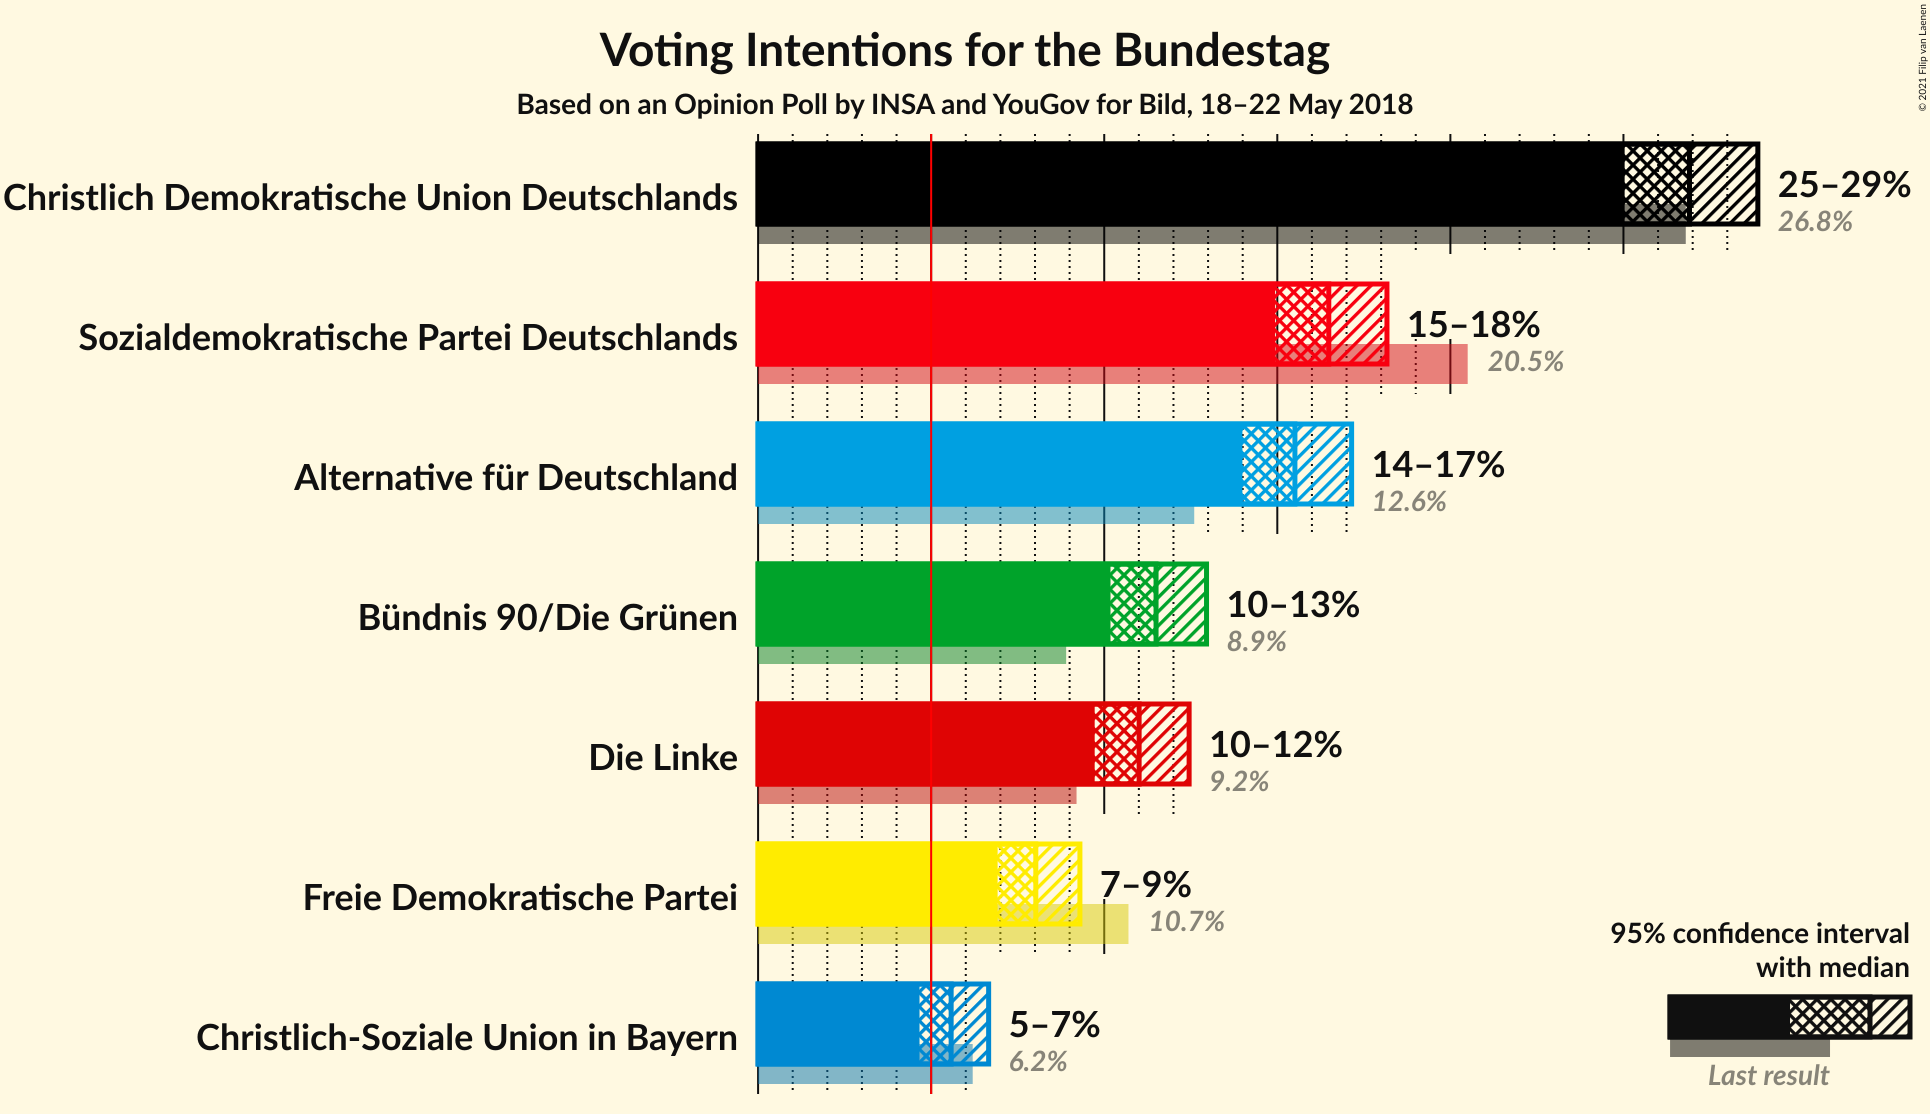 Voting Intentions for the Bundestag
Based on an Opinion Poll by INSA and YouGov for Bild, 18–22 May 2018
© 2021 Filip van Laenen
Christlich Demokratische Union Deutschlands
25–29%
26.8%
Sozialdemokratische Partei Deutschlands
15–18%
20.5%
Alternative für Deutschland
14–17%
12.6%
Bündnis 90/Die Grünen
10–13%
8.9%
Die Linke
10–12%
9.2%
Freie Demokratische Partei
7–9%
10.7%
Christlich-Soziale Union in Bayern
5–7%
6.2%
95% confidence interval
with median
Last result